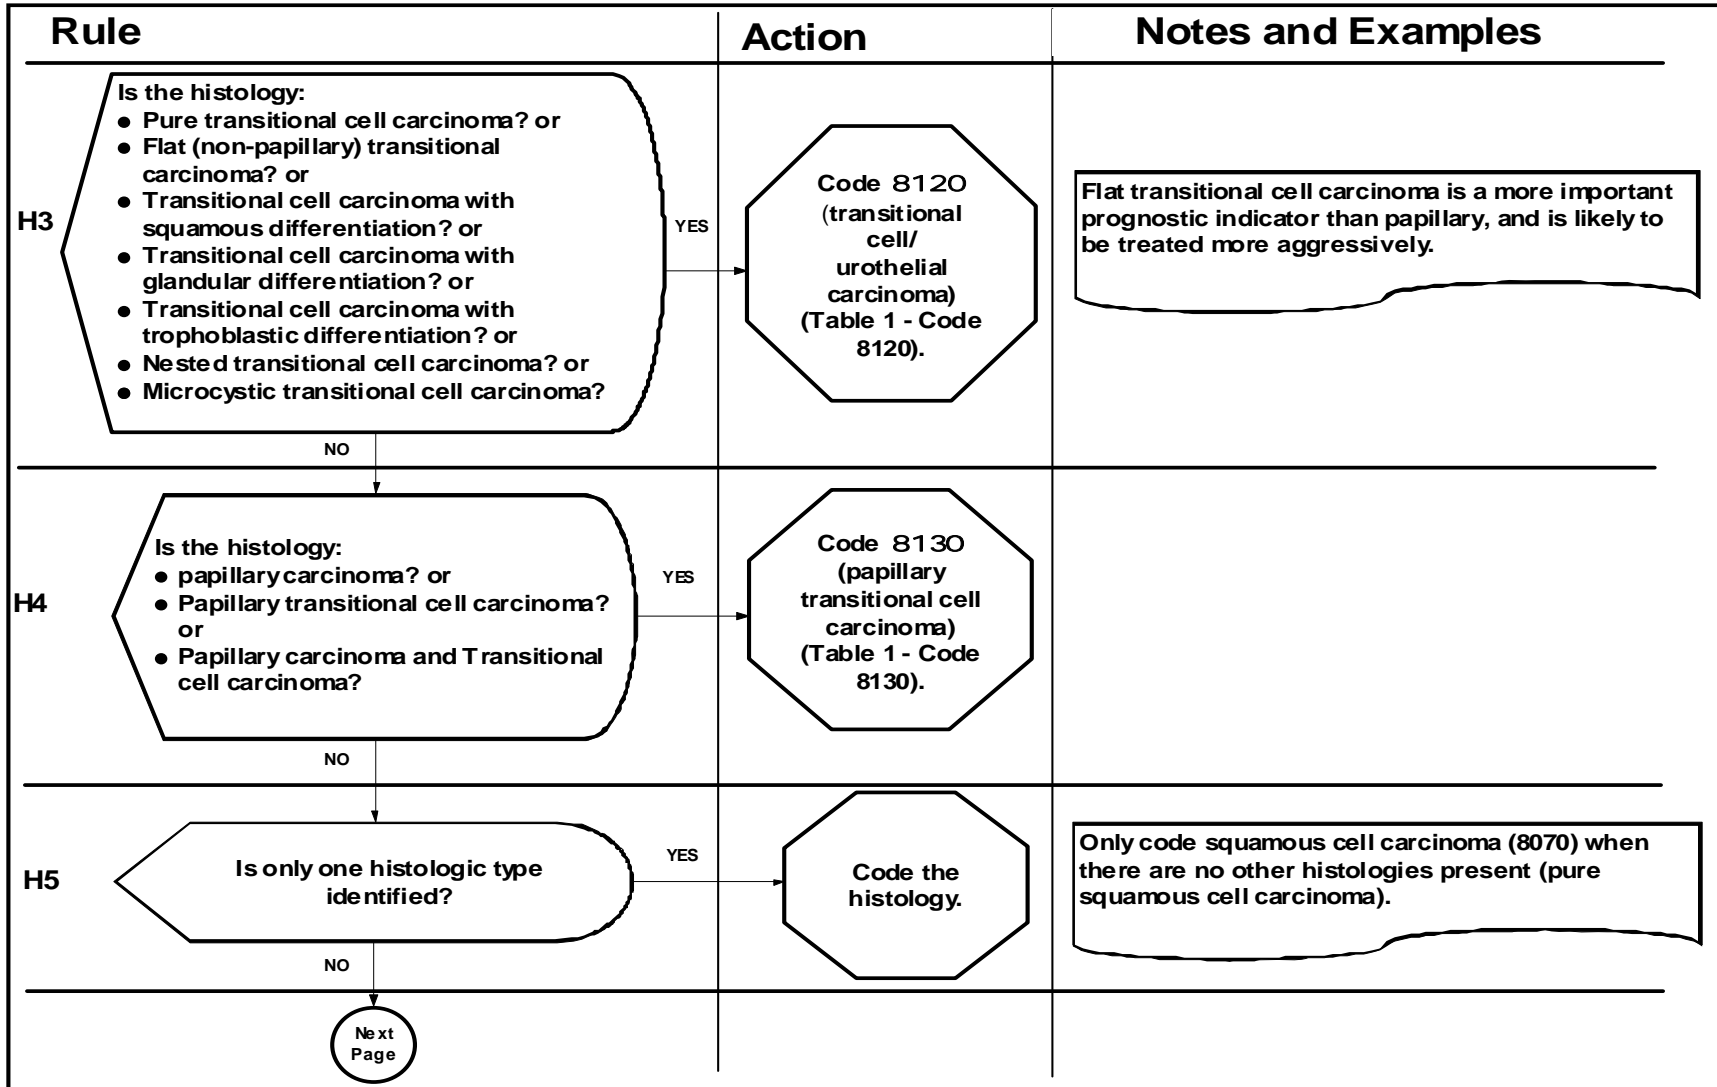 Rule
Action
Notes and Examples
H3
Is the histology:
● Pure transitional cell carcinoma? or
● Flat (non-papillary) transitional
carcinoma? or
● Transitional cell carcinoma with
squamous differentiation? or
● Transitional cell carcinoma with
glandular differentiation? or
● Transitional cell carcinoma with
trophoblastic differentiation? or
● Nested transitional cell carcinoma? or
● Microcystic transitional cell carcinoma?
YES
Code 8120
(transitional
cell/
urothelial
carcinoma)
(Table 1 - Code
8120).
Flat transitional cell carcinoma is a more important
prognostic indicator than papillary, and is likely to
be treated more aggressively.
NO
H4
Is the histology:
● papillary carcinoma? or
● Papillary transitional cell carcinoma?
or
● Papillary carcinoma and Transitional
cell carcinoma?
YES
Code 8130
(papillary
transitional cell
carcinoma)
(Table 1 - Code
8130).
NO
H5
Is only one histologic type
identified?
YES
Code the
histology.
Only code squamous cell carcinoma (8070) when
there are no other histologies present (pure
squamous cell carcinoma).
NO
Next
Page